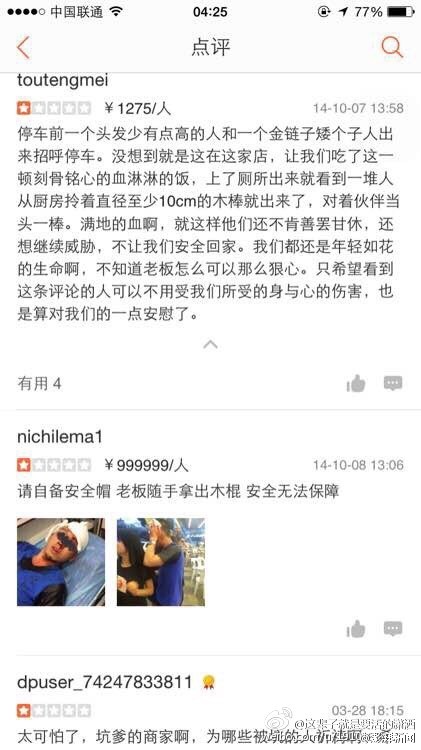 中国联通 04:25 77%
点评
toutengmei
￥1275/人 14-10-07 13:58
停车前一个头发少有点高的人和一个金链子矮个子人出
来招呼停车。没想到就是这在这家店，让我们吃了这一
顿刻骨铭心的血淋淋的饭，上了厕所出来就看到一堆人
从厨房拎着直径至少10cm的木棒就出来了，对着伙伴当
头一棒。满地的血啊，就这样他们还不肯善罢甘休，还
想继续威胁，不让我们安全回家。我们都还是年轻如花
的生命啊，不知道老板怎么可以那么狠心。只希望看到
这条评论的人可以不用受我们所受的身与心的伤害，也
是算对我们的一点安慰了。
有用 4
nichilema1
￥999999/人 14-10-08 13:06
请自备安全帽 老板随手拿出木棍 安全无法保障
dpuser_74247833811
03-28 18:15
太可怕了，坑爹的商家啊，为哪些被坑的人